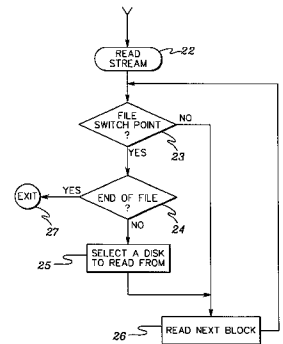 READ
STREAM
22
FILE
SWITCH POINT
?
NO
23
YES
END OF FILE
?
YES
EXIT
27
24
NO
25
SELECT A DISK
TO READ FROM
26
READ NEXT BLOCK